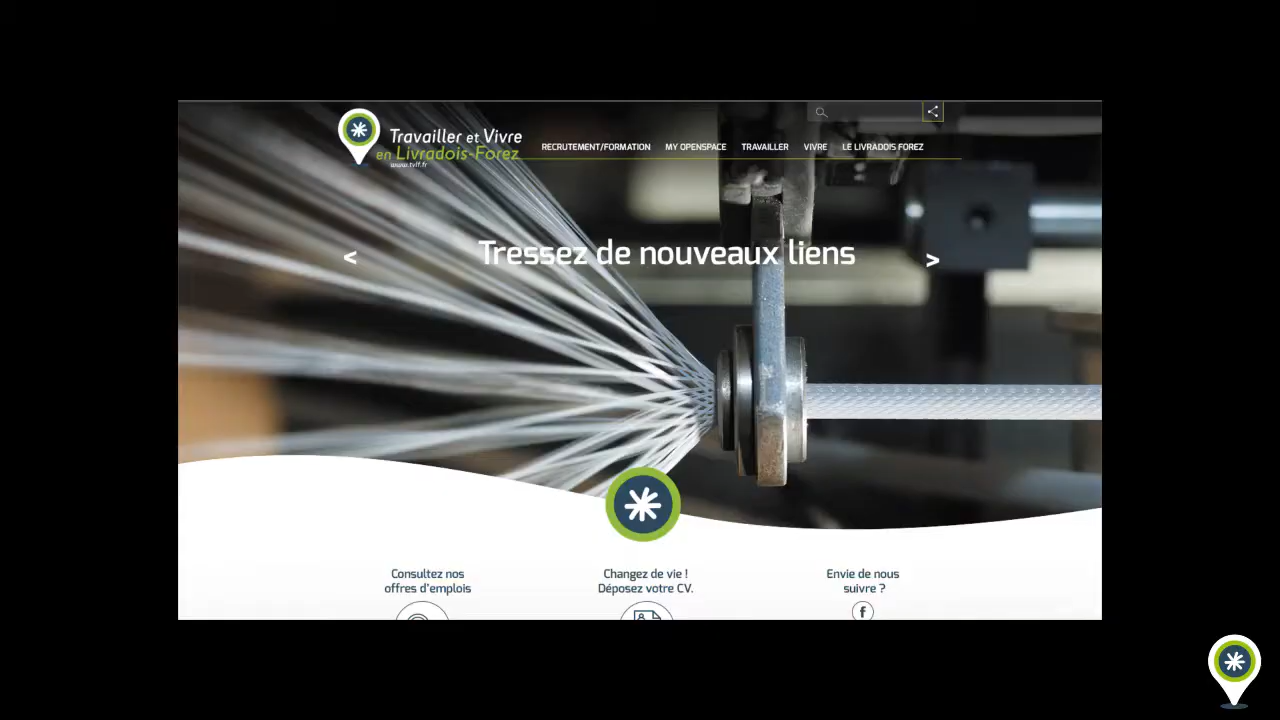 Travailler et Vivre
en Livradois-Forez
www.tvlf.fr
RECRUTEMENT/FORMATION MY OPENSPACE TRAVAILLER VIVRE LE LIVRADOIS FOREZ
< Tressez de nouveaux liens >
Consultez nos
offres d'emplois
Changez de vie !
Déposez votre CV.
Envie de nous
suivre ?
f